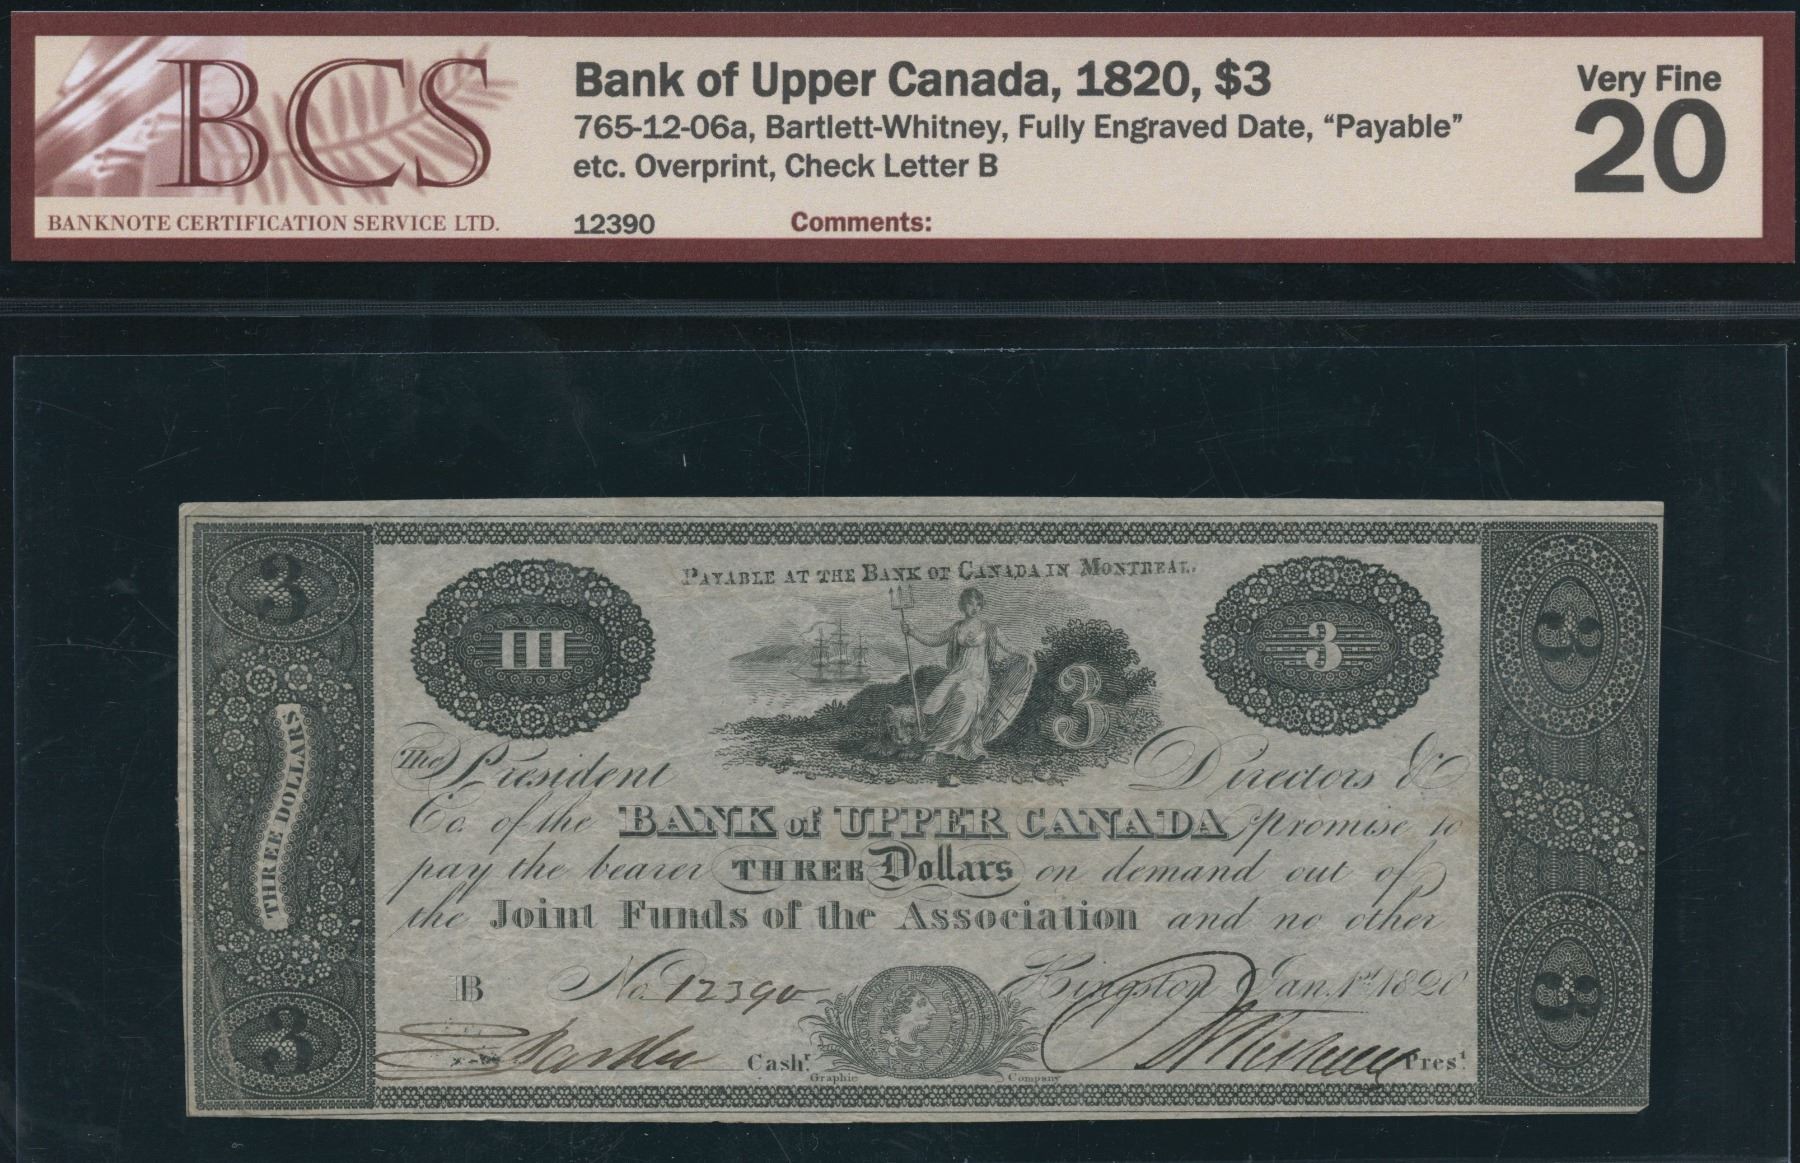 BCS
BANKNOTE CERTIFICATION SERVICE LTD.
Bank of Upper Canada, 1820, $3
765-12-06a, Bartlett-Whitney, Fully Engraved Date, “Payable”
etc. Overprint, Check Letter B
12390 Comments:
Very Fine
20
PAYABLE AT THE BANK OF CANADA IN MONTREAL.
3 III 3 3 3
THREE DOLLARS
The President Directors &
Co. of the BANK of UPPER CANADA promise to
pay the bearer THREE Dollars on demand out of
the Joint Funds of the Association and no other
B No. 12390 Kingston Jan. 1st 1820
3 Cashr. Prest. 3
Graphic Company